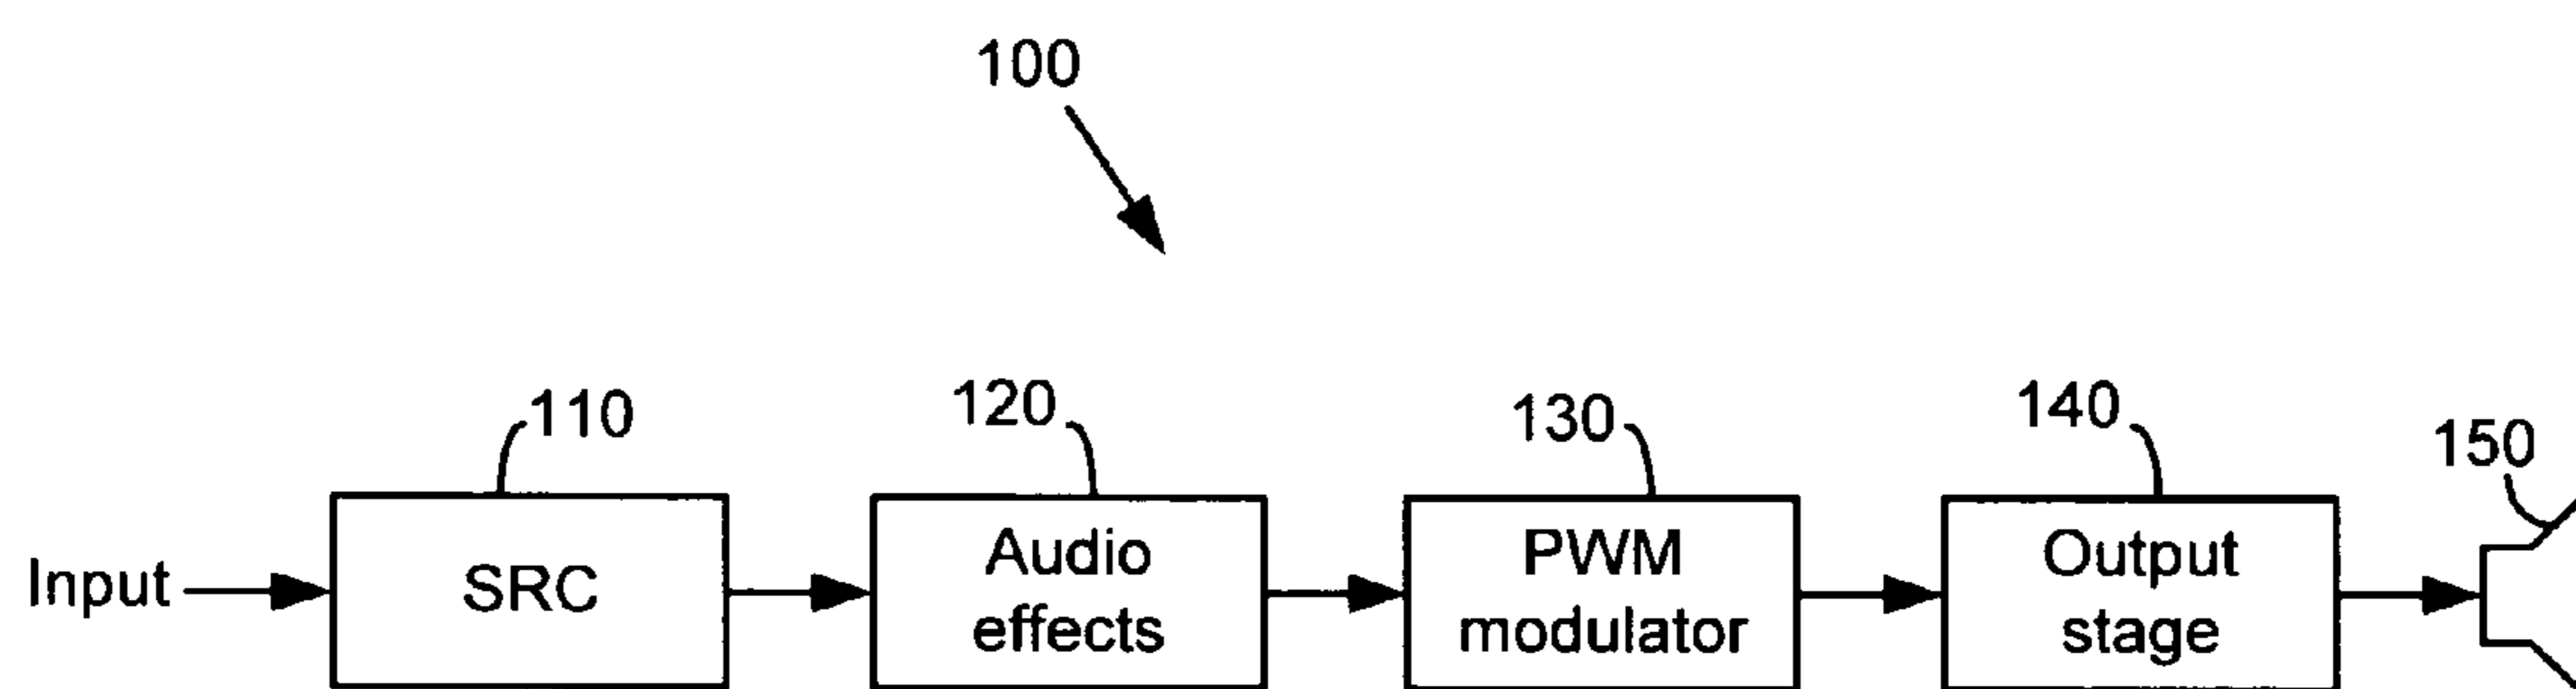 100
110
120
130
140
150
Input
SRC
Audio
effects
PWM
modulator
Output
stage